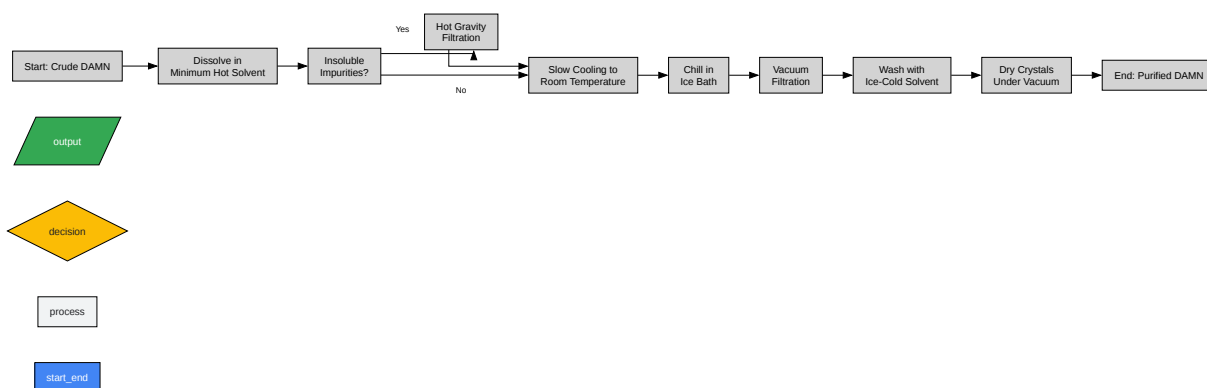 Start: Crude DAMN
Dissolve in
Minimum Hot Solvent
Insoluble
Impurities?
Yes
No
Hot Gravity
Filtration
Slow Cooling to
Room Temperature
Chill in
Ice Bath
Vacuum
Filtration
Wash with
Ice-Cold Solvent
Dry Crystals
Under Vacuum
End: Purified DAMN
output
decision
process
start_end